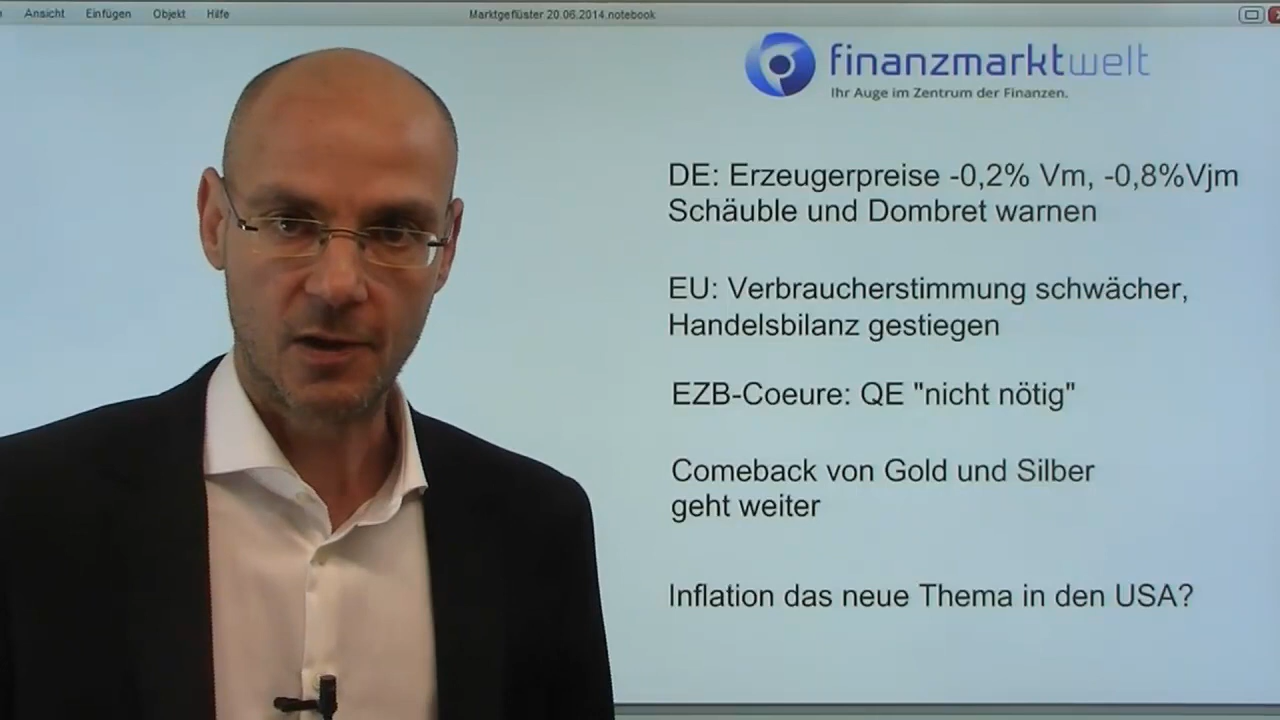 Ansicht Einfügen Objekt Hilfe Marktgeflüster 20.06.2014.notebook
finanzmarktwelt
Ihr Auge im Zentrum der Finanzen.
DE: Erzeugerpreise -0,2% Vm, -0,8%Vjm
Schäuble und Dombret warnen
EU: Verbraucherstimmung schwächer,
Handelsbilanz gestiegen
EZB-Coeure: QE "nicht nötig"
Comeback von Gold und Silber
geht weiter
Inflation das neue Thema in den USA?